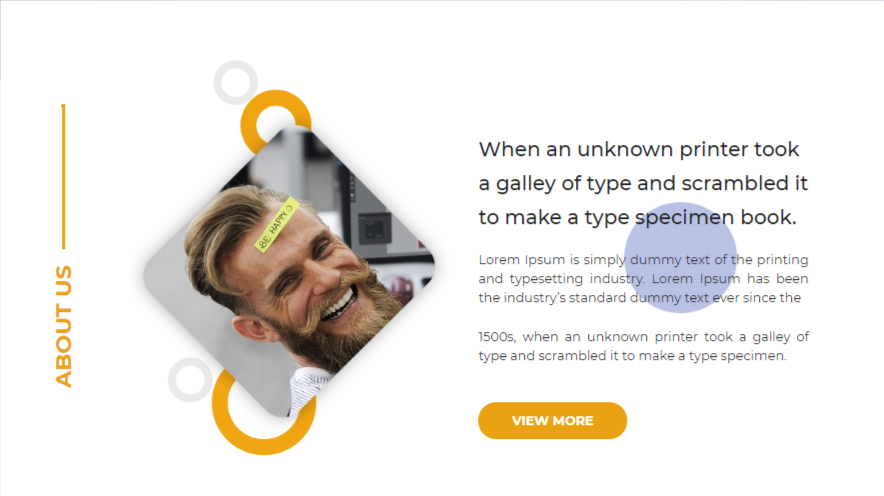 ABOUT US
BE HAPPY :)
When an unknown printer took
a galley of type and scrambled it
to make a type specimen book.
Lorem Ipsum is simply dummy text of the printing
and typesetting industry. Lorem Ipsum has been
the industry's standard dummy text ever since the
1500s, when an unknown printer took a galley of
type and scrambled it to make a type specimen.
VIEW MORE